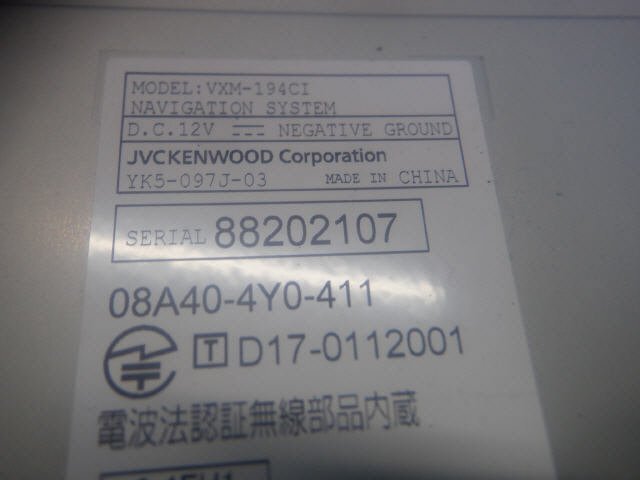 MODEL:VXM-194CI
NAVIGATION SYSTEM
D.C.12V ⎓ NEGATIVE GROUND
JVCKENWOOD Corporation
YK5-097J-03 MADE IN CHINA
SERIAL 88202107
08A40-4Y0-411
T D17-0112001
電波法認証無線部品内蔵